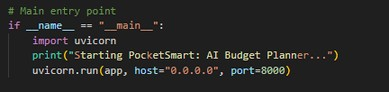 # Main entry point
if __name__ == "__main__":
    import uvicorn
    print("Starting PocketSmart: AI Budget Planner...")
    uvicorn.run(app, host="0.0.0.0", port=8000)